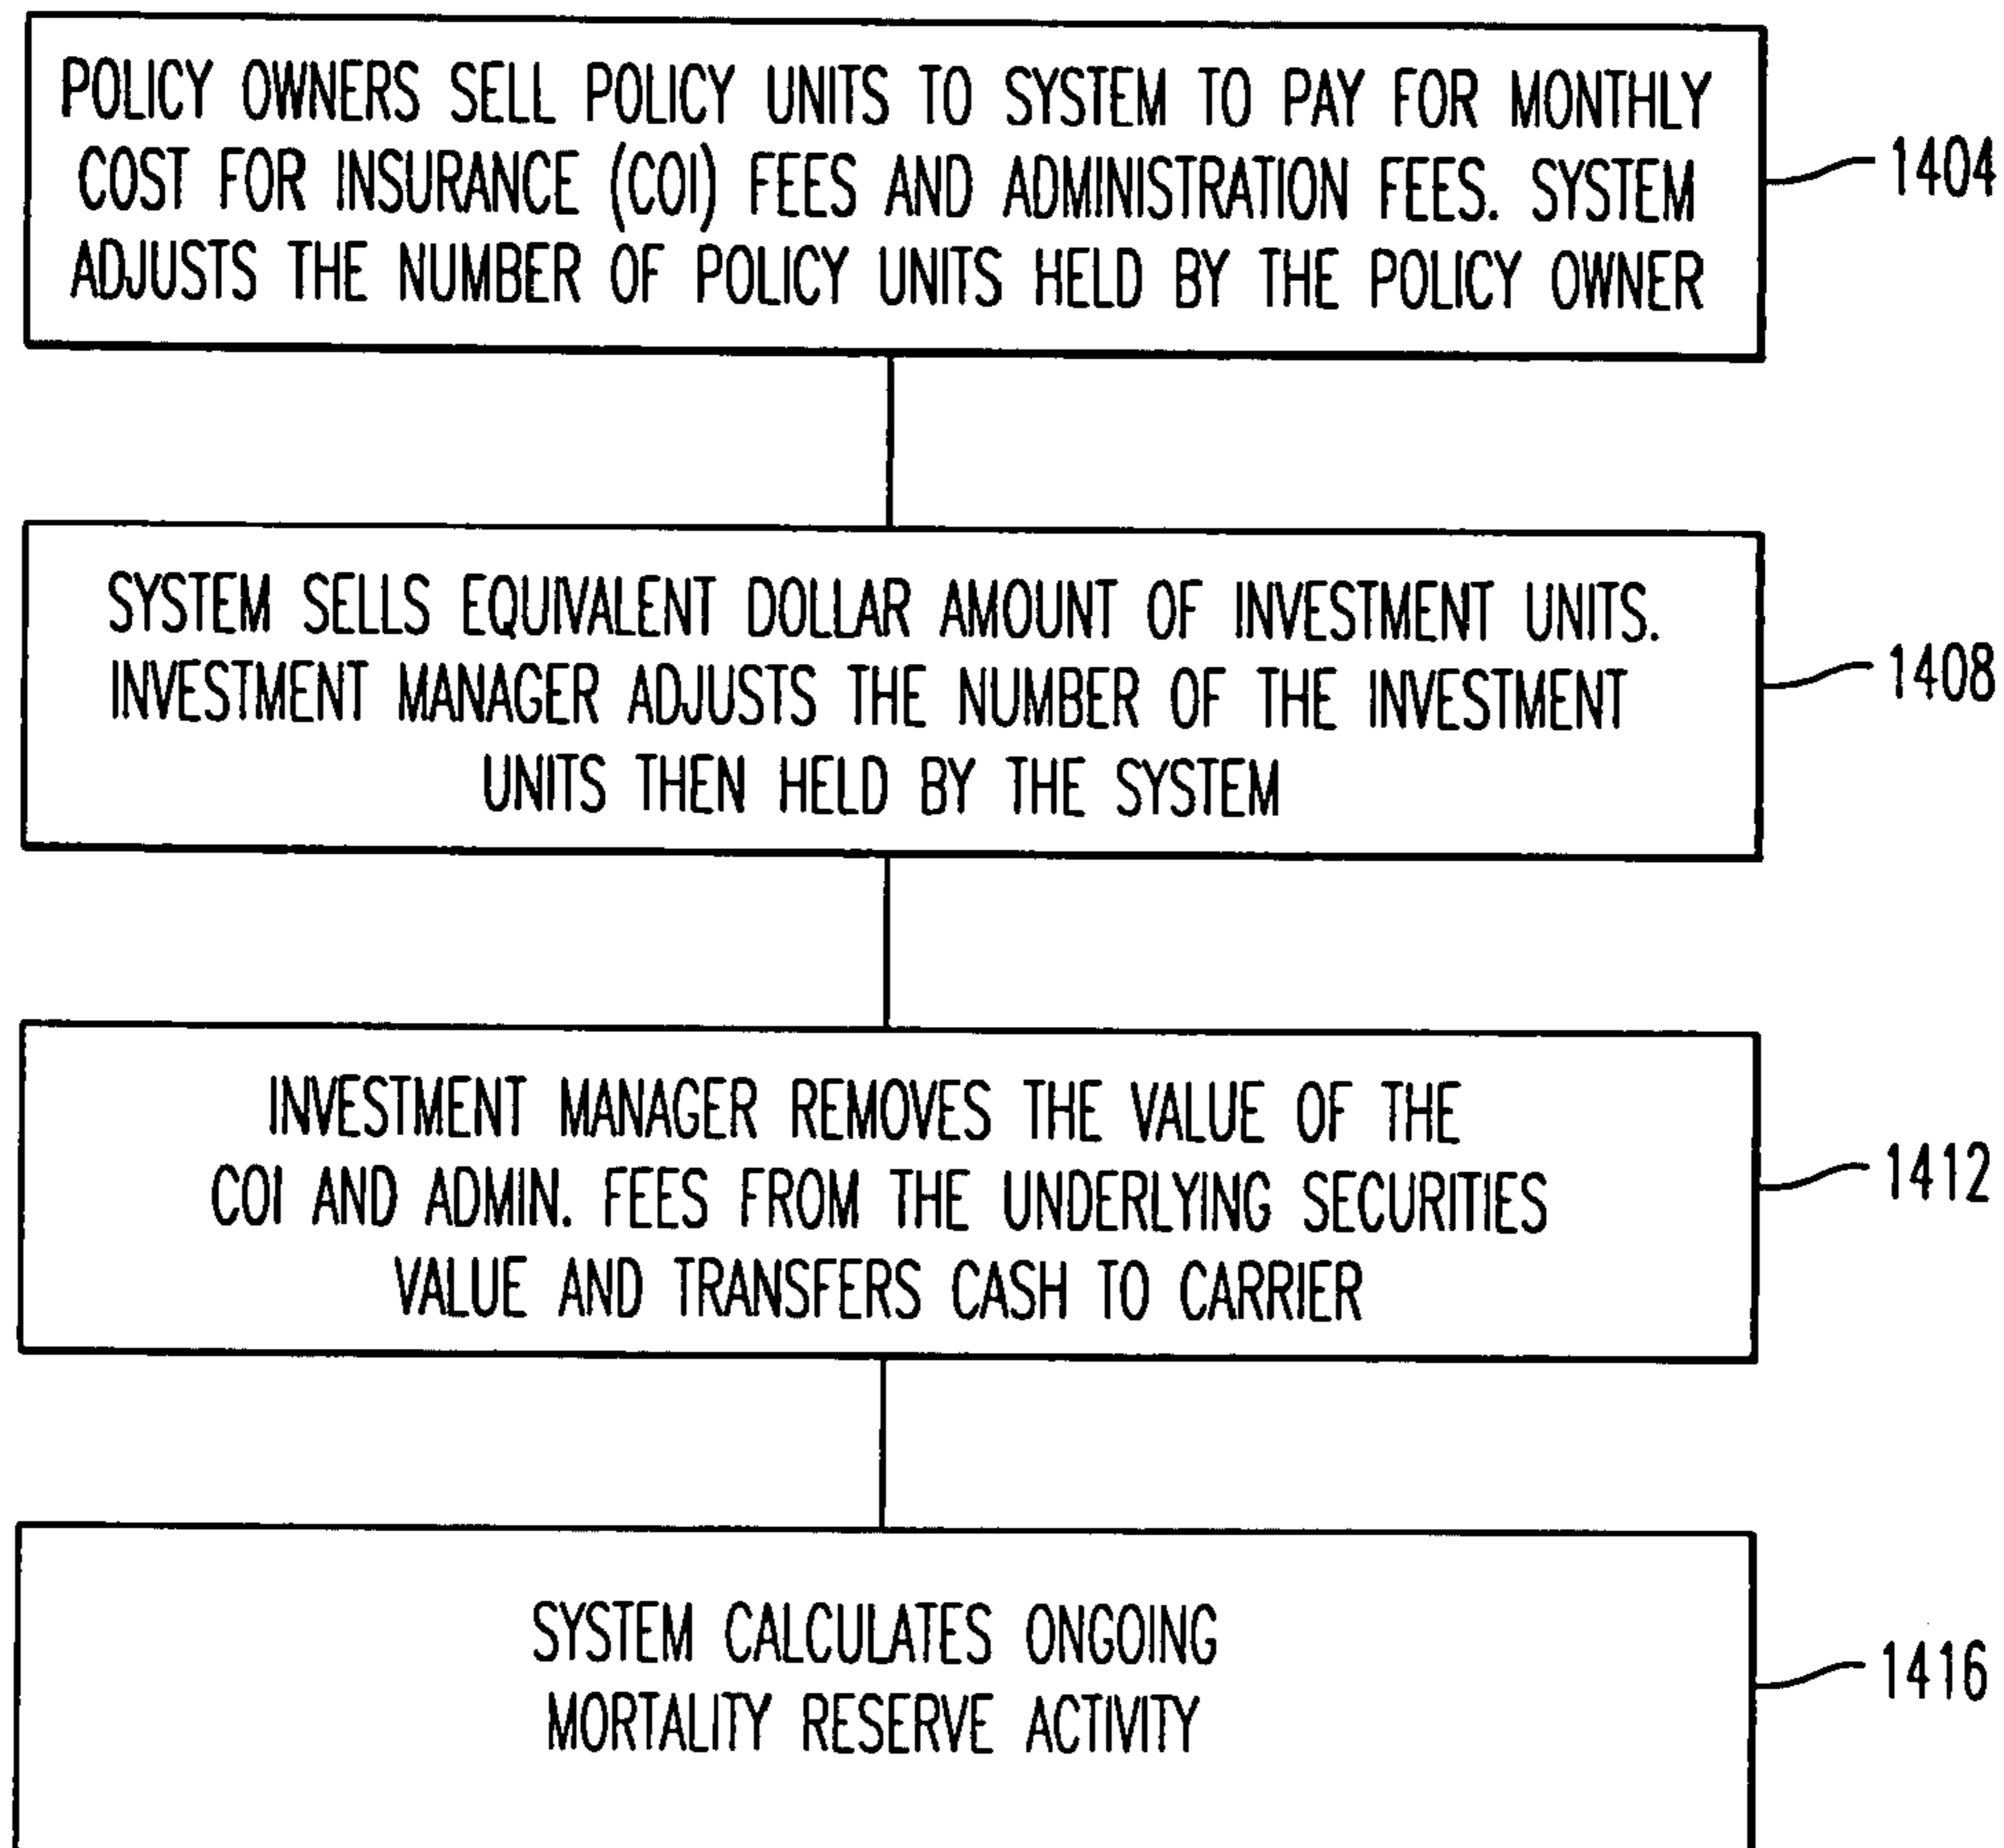 POLICY OWNERS SELL POLICY UNITS TO SYSTEM TO PAY FOR MONTHLY
COST FOR INSURANCE (COI) FEES AND ADMINISTRATION FEES. SYSTEM
ADJUSTS THE NUMBER OF POLICY UNITS HELD BY THE POLICY OWNER
1404
SYSTEM SELLS EQUIVALENT DOLLAR AMOUNT OF INVESTMENT UNITS.
INVESTMENT MANAGER ADJUSTS THE NUMBER OF THE INVESTMENT
UNITS THEN HELD BY THE SYSTEM
1408
INVESTMENT MANAGER REMOVES THE VALUE OF THE
COI AND ADMIN. FEES FROM THE UNDERLYING SECURITIES
VALUE AND TRANSFERS CASH TO CARRIER
1412
SYSTEM CALCULATES ONGOING
MORTALITY RESERVE ACTIVITY
1416